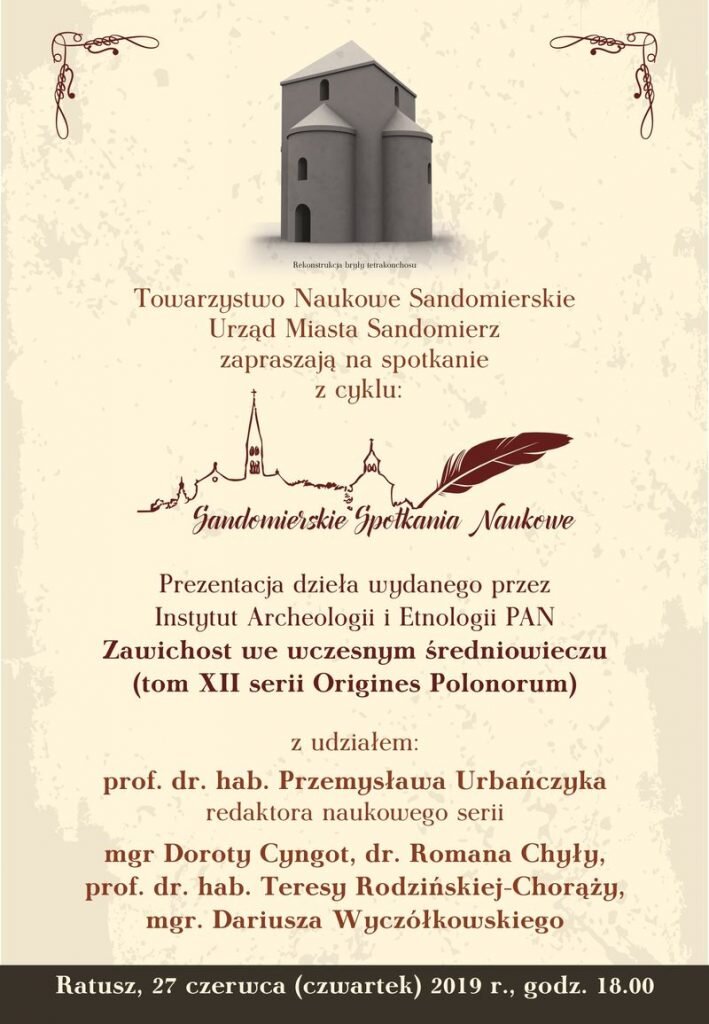 Rekonstrukcja bryły tetrakonchosu
Towarzystwo Naukowe Sandomierskie
Urząd Miasta Sandomierz
zapraszają na spotkanie
z cyklu:
Sandomierskie Spotkania Naukowe
Prezentacja dzieła wydanego przez
Instytut Archeologii i Etnologii PAN
Zawichost we wczesnym średniowieczu
(tom XII serii Origines Polonorum)
z udziałem:
prof. dr. hab. Przemysława Urbańczyka
redaktora naukowego serii
mgr Doroty Cyngot, dr. Romana Chyły,
prof. dr. hab. Teresy Rodzińskiej-Chorąży,
mgr. Dariusza Wyczółkowskiego
Ratusz, 27 czerwca (czwartek) 2019 r., godz. 18.00